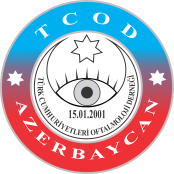 TCOD
TÜRK CUMHURİYETLERİ OFTALMOLOJİ DERNEĞİ
15.01.2001
AZERBAYCAN